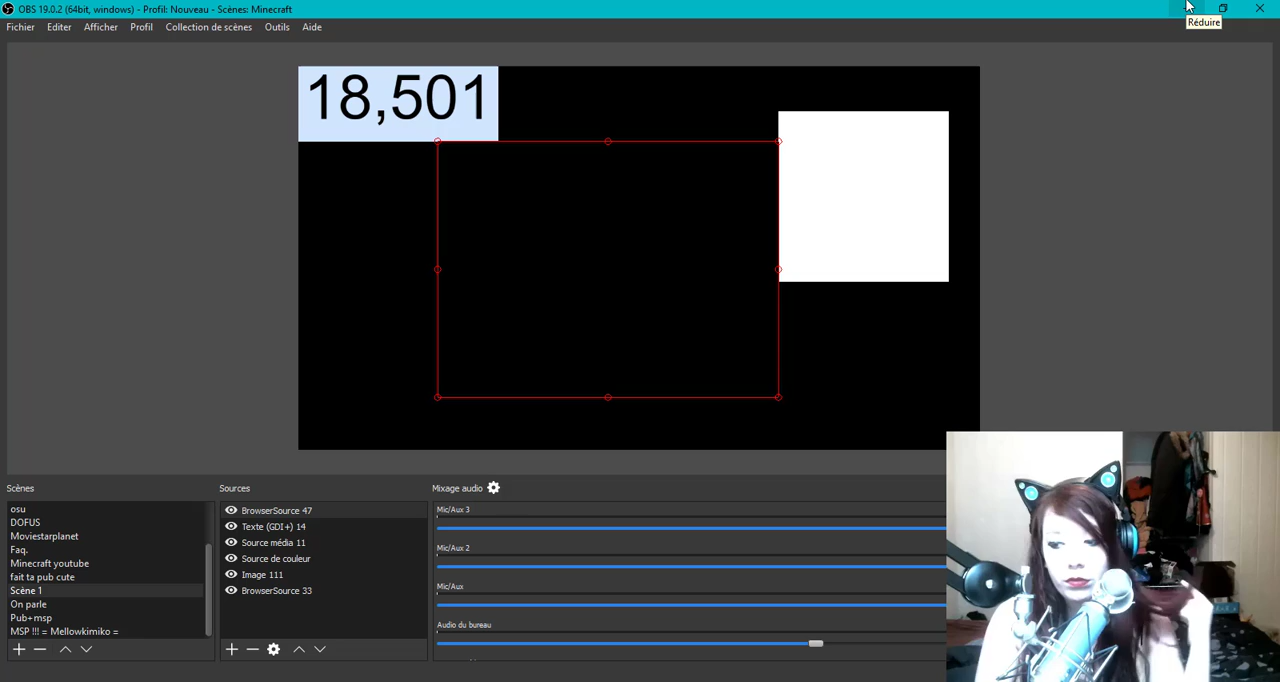 OBS 19.0.2 (64bit, windows) - Profil: Nouveau - Scènes: Minecraft
Réduire
Fichier Editer Afficher Profil Collection de scènes Outils Aide
18,501
Scènes
osu
DOFUS
Moviestarplanet
Faq.
Minecraft youtube
fait ta pub cute
Scène 1
On parle
Pub+msp
MSP !!! = Mellowkimiko =
Sources
BrowserSource 47
Texte (GDI+) 14
Source média 11
Source de couleur
Image 111
BrowserSource 33
Mixage audio
Mic/Aux 3
Mic/Aux 2
Mic/Aux
Audio du bureau